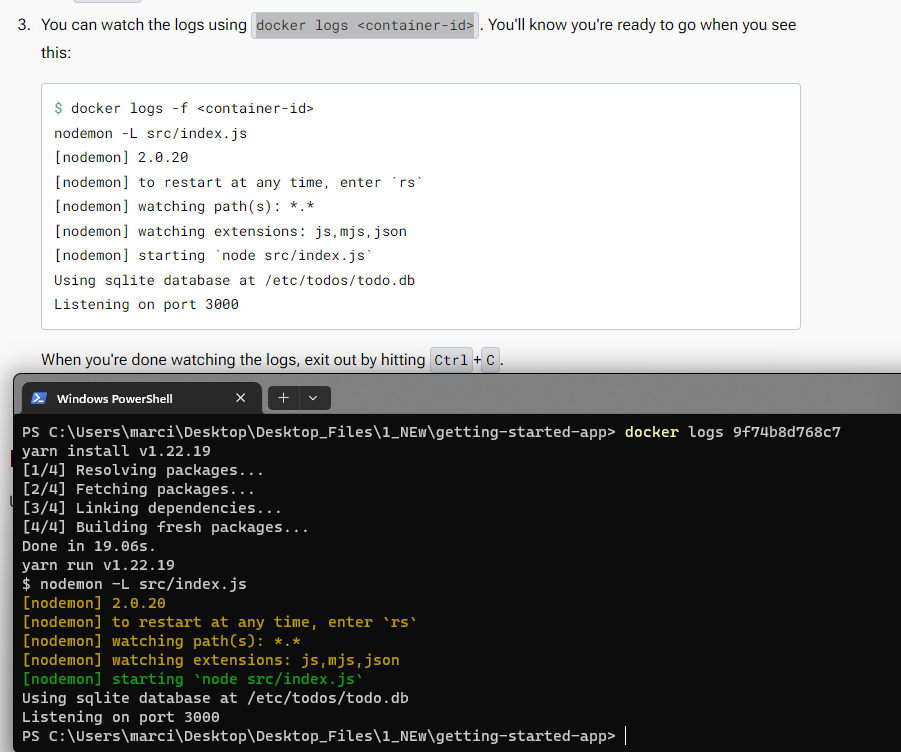 3. You can watch the logs using docker logs <container-id>. You'll know you're ready to go when you see
this:
$ docker logs -f <container-id>
nodemon -L src/index.js
[nodemon] 2.0.20
[nodemon] to restart at any time, enter `rs`
[nodemon] watching path(s): *.*
[nodemon] watching extensions: js,mjs,json
[nodemon] starting `node src/index.js`
Using sqlite database at /etc/todos/todo.db
Listening on port 3000
When you're done watching the logs, exit out by hitting Ctrl+C.
Windows PowerShell
PS C:\Users\marci\Desktop\Desktop_Files\1_NEw\getting-started-app> docker logs 9f74b8d768c7
yarn install v1.22.19
[1/4] Resolving packages...
[2/4] Fetching packages...
[3/4] Linking dependencies...
[4/4] Building fresh packages...
Done in 19.06s.
yarn run v1.22.19
$ nodemon -L src/index.js
[nodemon] 2.0.20
[nodemon] to restart at any time, enter `rs`
[nodemon] watching path(s): *.*
[nodemon] watching extensions: js,mjs,json
[nodemon] starting `node src/index.js`
Using sqlite database at /etc/todos/todo.db
Listening on port 3000
PS C:\Users\marci\Desktop\Desktop_Files\1_NEw\getting-started-app>